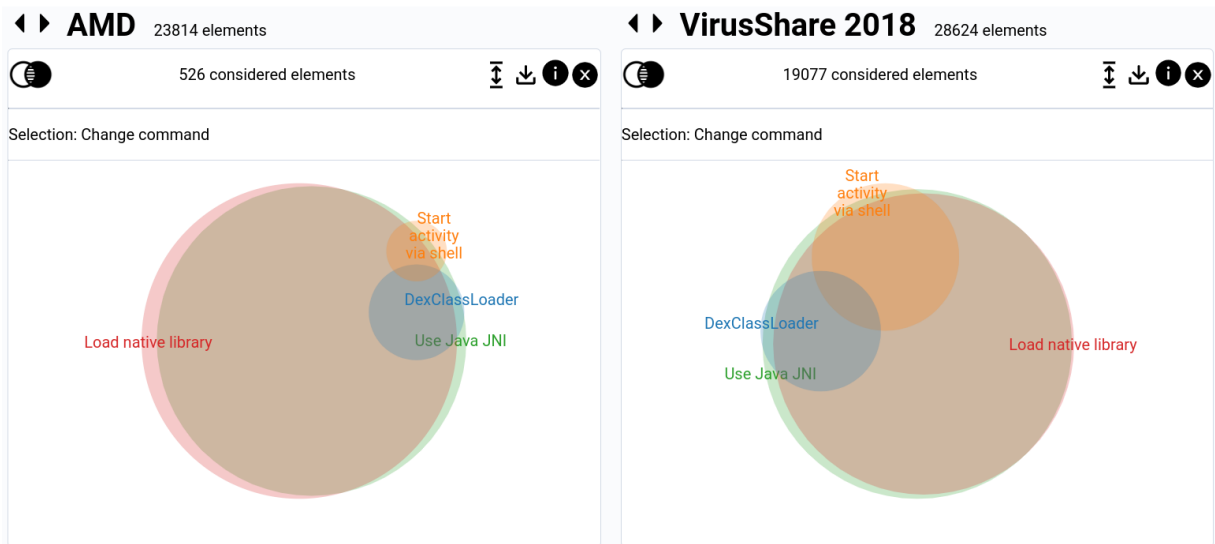 AMD 23814 elements
526 considered elements
Selection: Change command
Start
activity
via shell
DexClassLoader
Use Java JNI
Load native library
VirusShare 2018 28624 elements
19077 considered elements
Selection: Change command
Start
activity
via shell
DexClassLoader
Load native library
Use Java JNI